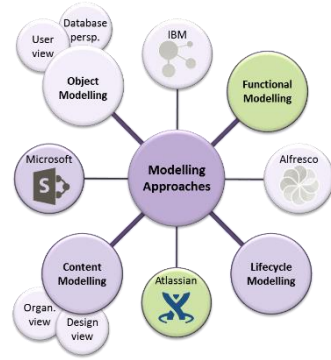 Database
persp.
User
view
IBM
Object
Modelling
Functional
Modelling
Microsoft
S
Modelling
Approaches
Alfresco
Content
Modelling
Atlassian
Lifecycle
Modelling
Organ.
view
Design
view